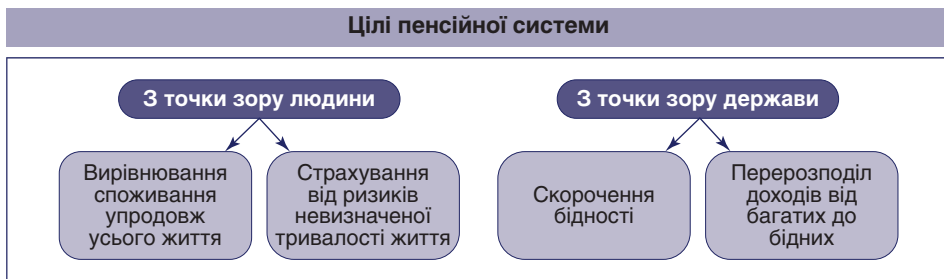 Цілі пенсійної системи
З точки зору людини
Вирівнювання
споживання
упродовж
усього життя
Страхування
від ризиків
невизначеної
тривалості життя
З точки зору держави
Скорочення
бідності
Перерозподіл
доходів від
багатих до
бідних